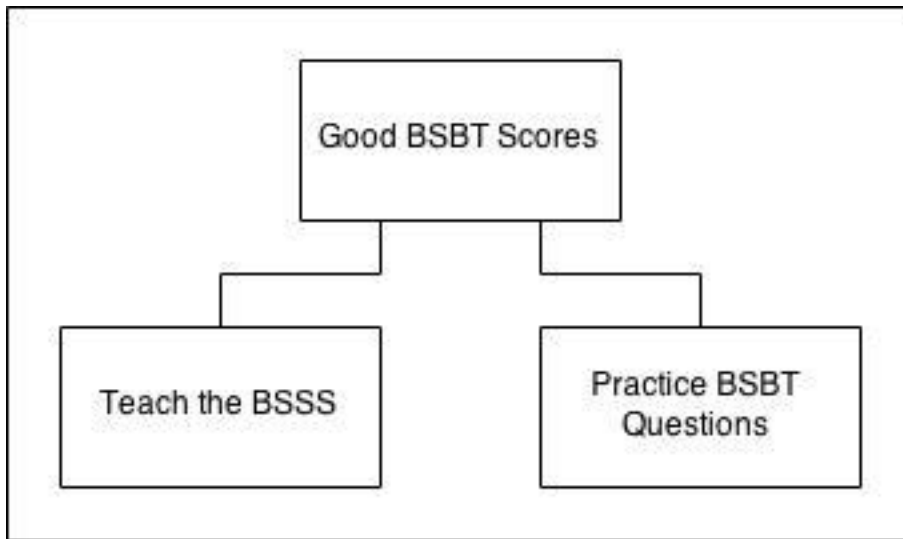 Good BSBT Scores
Teach the BSSS
Practice BSBT
Questions